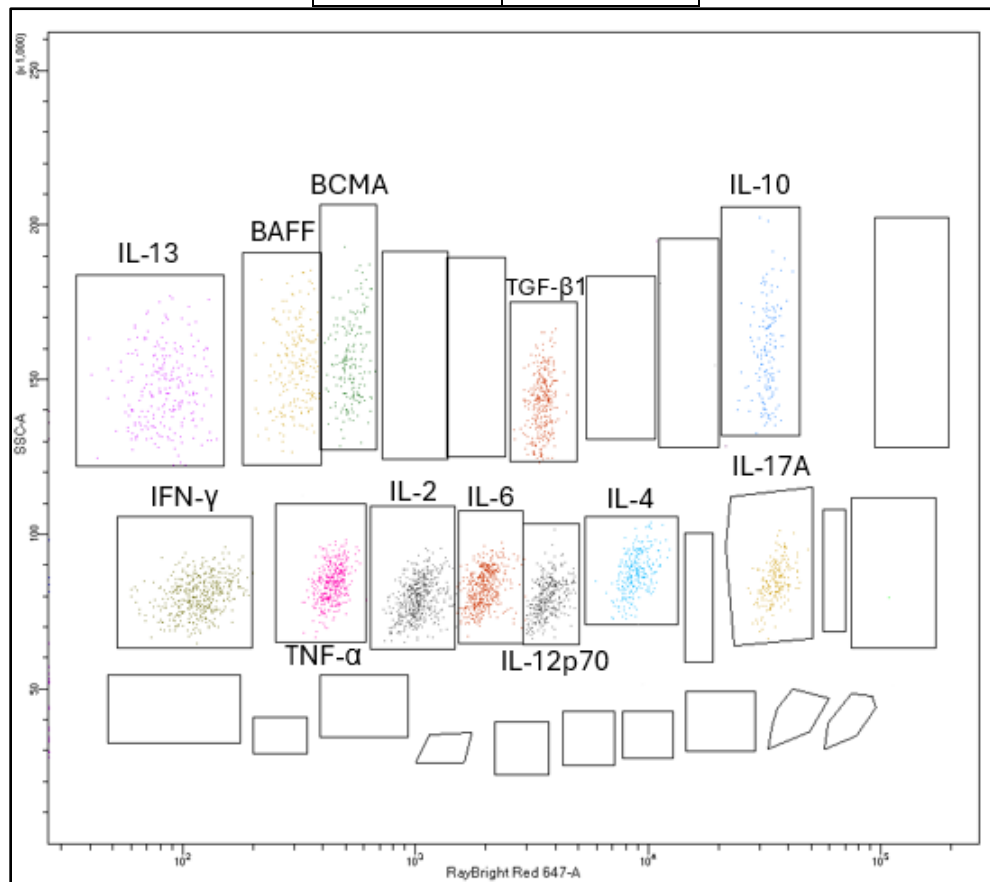 (x 1,000)
250
200
150
100
50
SSC-A
BCMA
IL-10
BAFF
IL-13
TGF-β1
IL-17A
IFN-γ
IL-2
IL-6
IL-4
TNF-α
IL-12p70
10²
10³
10⁴
10⁵
RayBright Red 647-A